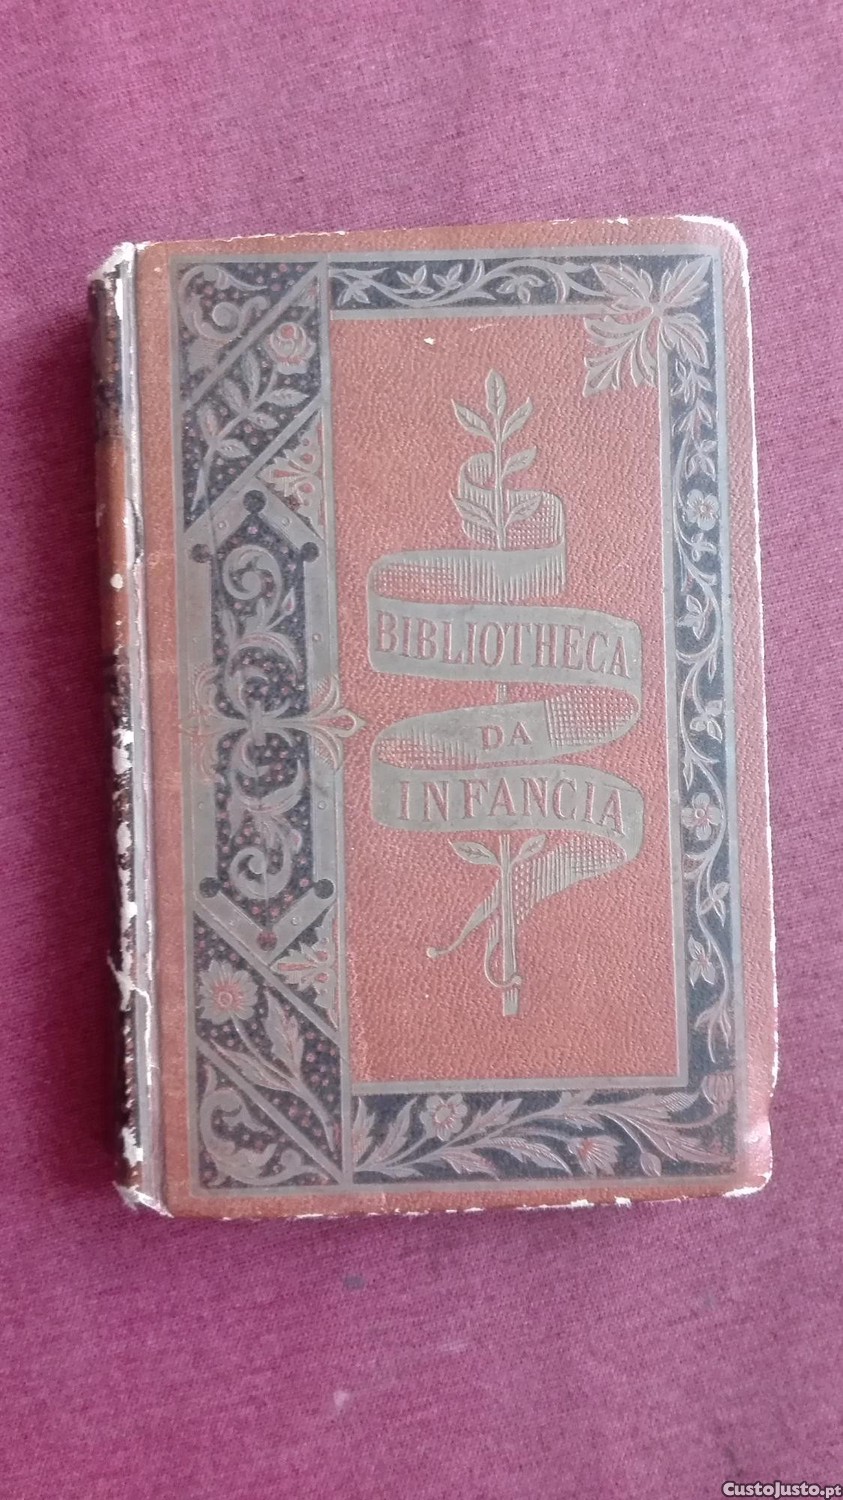 BIBLIOTHECA
DA
INFANCIA
CustoJusto.pt